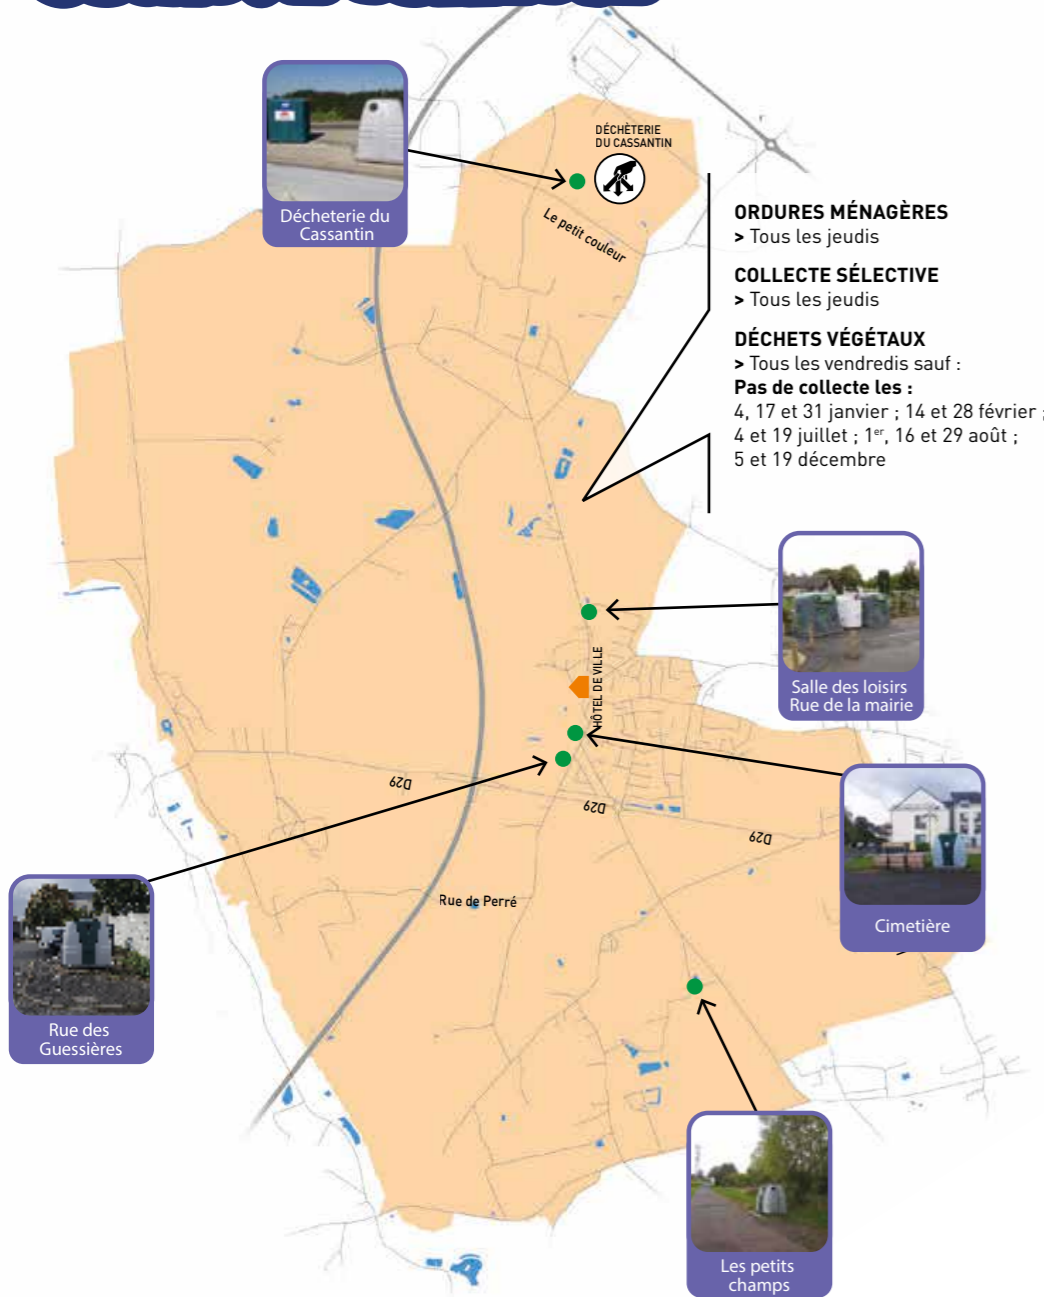 DÉCHÈTERIE
DU CASSANTIN
Décheterie du
Cassantin
Le petit couleur
ORDURES MÉNAGÈRES
> Tous les jeudis
COLLECTE SÉLECTIVE
> Tous les jeudis
DÉCHETS VÉGÉTAUX
> Tous les vendredis sauf :
Pas de collecte les :
4, 17 et 31 janvier ; 14 et 28 février ;
4 et 19 juillet ; 1er, 16 et 29 août ;
5 et 19 décembre
Salle des loisirs
Rue de la mairie
HÔTEL DE VILLE
D29
D29
D29
Cimetière
Rue de Perré
Rue des
Guessières
Les petits
champs